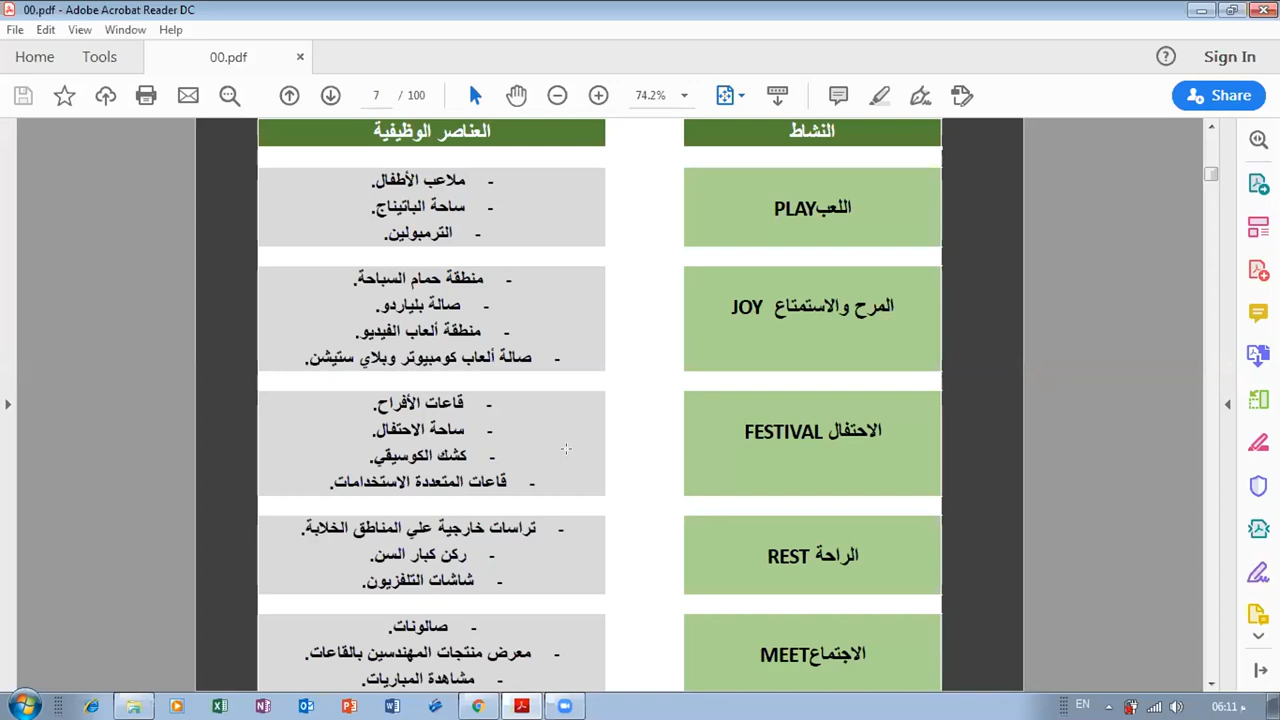 00.pdf - Adobe Acrobat Reader DC
File Edit View Window Help
Home Tools 00.pdf × Sign In
7 / 100 74.2% Share
النشاط
العناصر الوظيفية
اللعبPLAY
- ملاعب الأطفال.
- ساحة الباتيناج.
- الترمبولين.
المرح والاستمتاع JOY
- منطقة حمام السباحة.
- صالة بلياردو.
- منطقة ألعاب الفيديو.
- صالة ألعاب كومبيوتر وبلاي ستيشن.
الاحتفال FESTIVAL
- قاعات الأفراح.
- ساحة الاحتفال.
- كشك الكوسيقي.
- قاعات المتعددة الاستخدامات.
الراحة REST
- تراسات خارجية علي المناطق الخلابة.
- ركن كبار السن.
- شاشات التلفزيون.
الاجتماعMEET
- صالونات.
- معرض منتجات المهندسين بالقاعات.
- مشاهدة المباريات.
EN 06:11 م